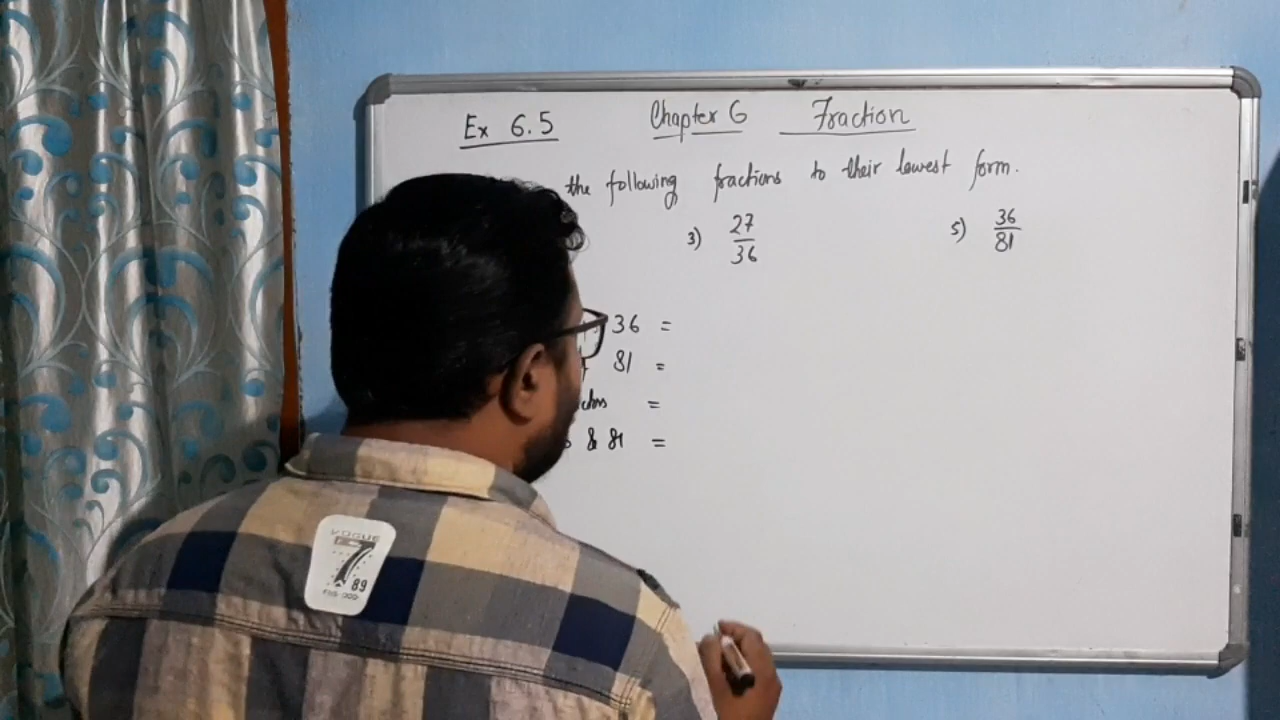 Ex 6.5 Chapter 6 Fraction
the following fractions to their lowest form.
3) 27/36 5) 36/81
36 =
81 =
=
& 81 =
VOGUE
7
89